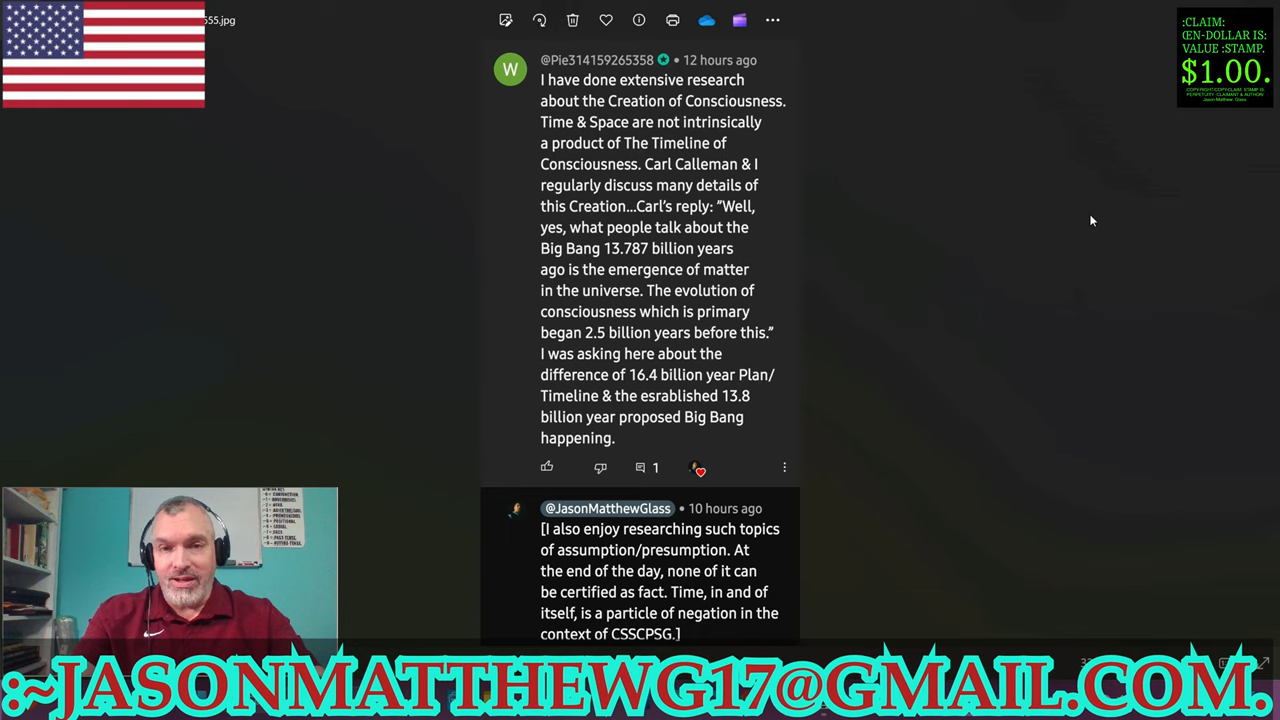 555.jpg
:CLAIM:
ŒN-DOLLAR IS:
VALUE :STAMP.
$1.00.
W
@Pie314159265358 • 12 hours ago
I have done extensive research
about the Creation of Consciousness.
Time & Space are not intrinsically
a product of The Timeline of
Consciousness. Carl Calleman & I
regularly discuss many details of
this Creation...Carl's reply: ”Well,
yes, what people talk about the
Big Bang 13.787 billion years
ago is the emergence of matter
in the universe. The evolution of
consciousness which is primary
began 2.5 billion years before this.”
I was asking here about the
difference of 16.4 billion year Plan/
Timeline & the esrablished 13.8
billion year proposed Big Bang
happening.
1
@JasonMatthewGlass • 10 hours ago
[I also enjoy researching such topics
of assumption/presumption. At
the end of the day, none of it can
be certified as fact. Time, in and of
itself, is a particle of negation in the
context of CSSCPSG.]
:~JASONMATTHEWG17@GMAIL.COM.